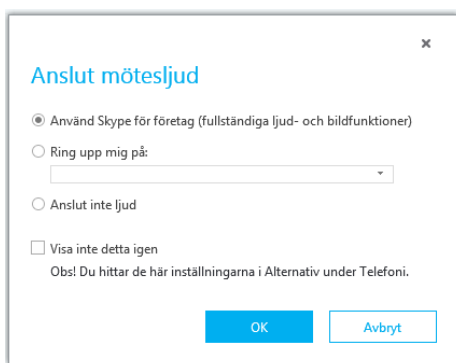 Anslut mötesljud
Använd Skype för företag (fullständiga ljud- och bildfunktioner)
Ring upp mig på:
Anslut inte ljud
Visa inte detta igen
Obs! Du hittar de här inställningarna i Alternativ under Telefoni.
OK
Avbryt